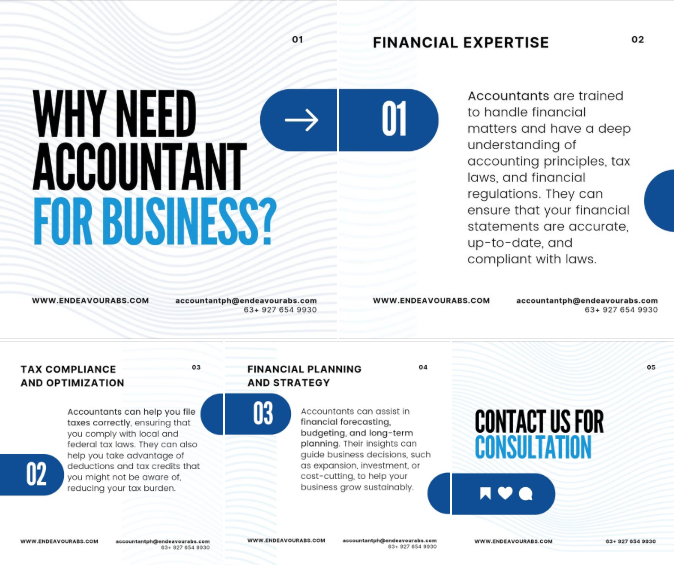 01
WHY NEED
ACCOUNTANT
FOR BUSINESS?
WWW.ENDEAVOURABS.COM
accountantph@endeavourabs.com
63+ 927 654 9930
FINANCIAL EXPERTISE
02
01
Accountants are trained
to handle financial
matters and have a deep
understanding of
accounting principles, tax
laws, and financial
regulations. They can
ensure that your financial
statements are accurate,
up-to-date, and
compliant with laws.
WWW.ENDEAVOURABS.COM
accountantph@endeavourabs.com
63+ 927 654 9930
TAX COMPLIANCE
AND OPTIMIZATION
03
02
Accountants can help you file
taxes correctly, ensuring that
you comply with local and
federal tax laws. They can also
help you take advantage of
deductions and tax credits that
you might not be aware of,
reducing your tax burden.
WWW.ENDEAVOURABS.COM
accountantph@endeavourabs.com
63+ 927 654 9930
FINANCIAL PLANNING
AND STRATEGY
04
03
Accountants can assist in
financial forecasting,
budgeting, and long-term
planning. Their insights can
guide business decisions, such
as expansion, investment, or
cost-cutting, to help your
business grow sustainably.
WWW.ENDEAVOURABS.COM
accountantph@endeavourabs.com
63+ 927 654 9930
05
CONTACT US FOR
CONSULTATION
WWW.ENDEAVOURABS.COM
63+ 927 654 9930